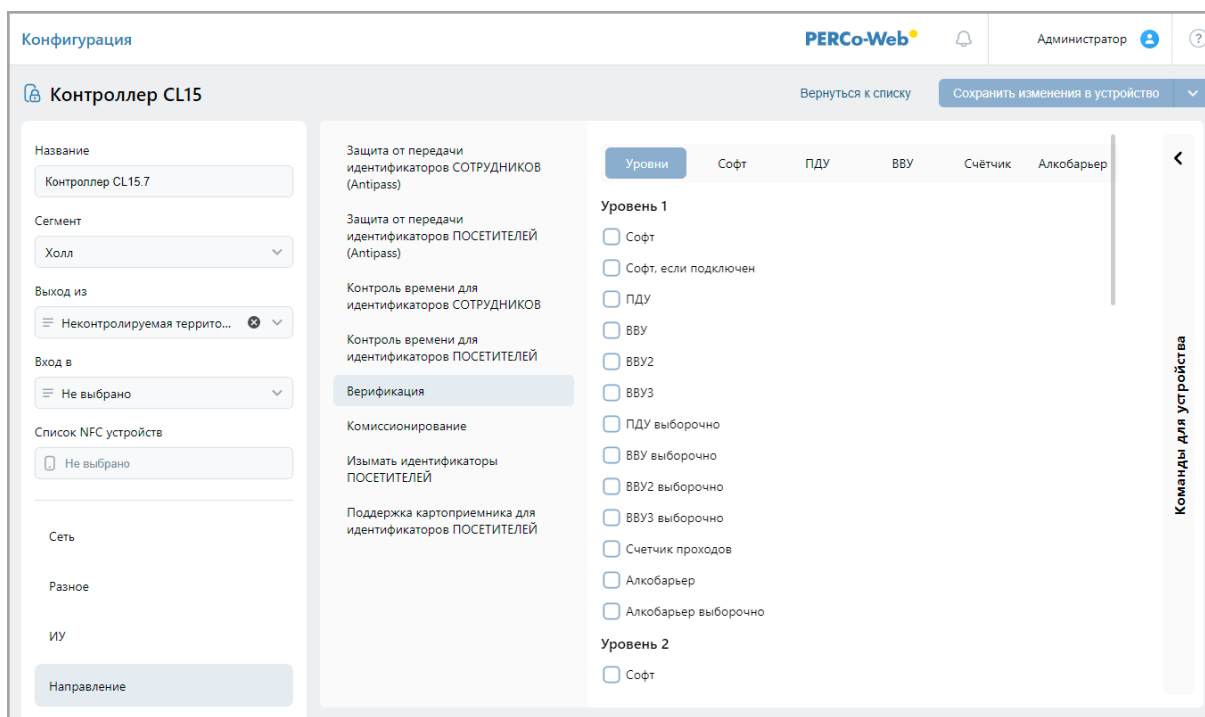 Конфигурация
PERCo-Web
Администратор
?
Контроллер CL15
Вернуться к списку
Сохранить изменения в устройство
Название
Контроллер CL15.7
Сегмент
Холл
Выход из
Неконтролируемая террито...
Вход в
Не выбрано
Список NFC устройств
Не выбрано
Сеть
Разное
ИУ
Направление
Защита от передачи
идентификаторов СОТРУДНИКОВ
(Antipass)
Защита от передачи
идентификаторов ПОСЕТИТЕЛЕЙ
(Antipass)
Контроль времени для
идентификаторов СОТРУДНИКОВ
Контроль времени для
идентификаторов ПОСЕТИТЕЛЕЙ
Верификация
Комиссионирование
Изымать идентификаторы
ПОСЕТИТЕЛЕЙ
Поддержка картоприемника для
идентификаторов ПОСЕТИТЕЛЕЙ
Уровни Софт ПДУ ВВУ Счётчик Алкобарьер
Уровень 1
Софт
Софт, если подключен
ПДУ
ВВУ
ВВУ2
ВВУ3
ПДУ выборочно
ВВУ выборочно
ВВУ2 выборочно
ВВУ3 выборочно
Счетчик проходов
Алкобарьер
Алкобарьер выборочно
Уровень 2
Софт
Команды для устройства